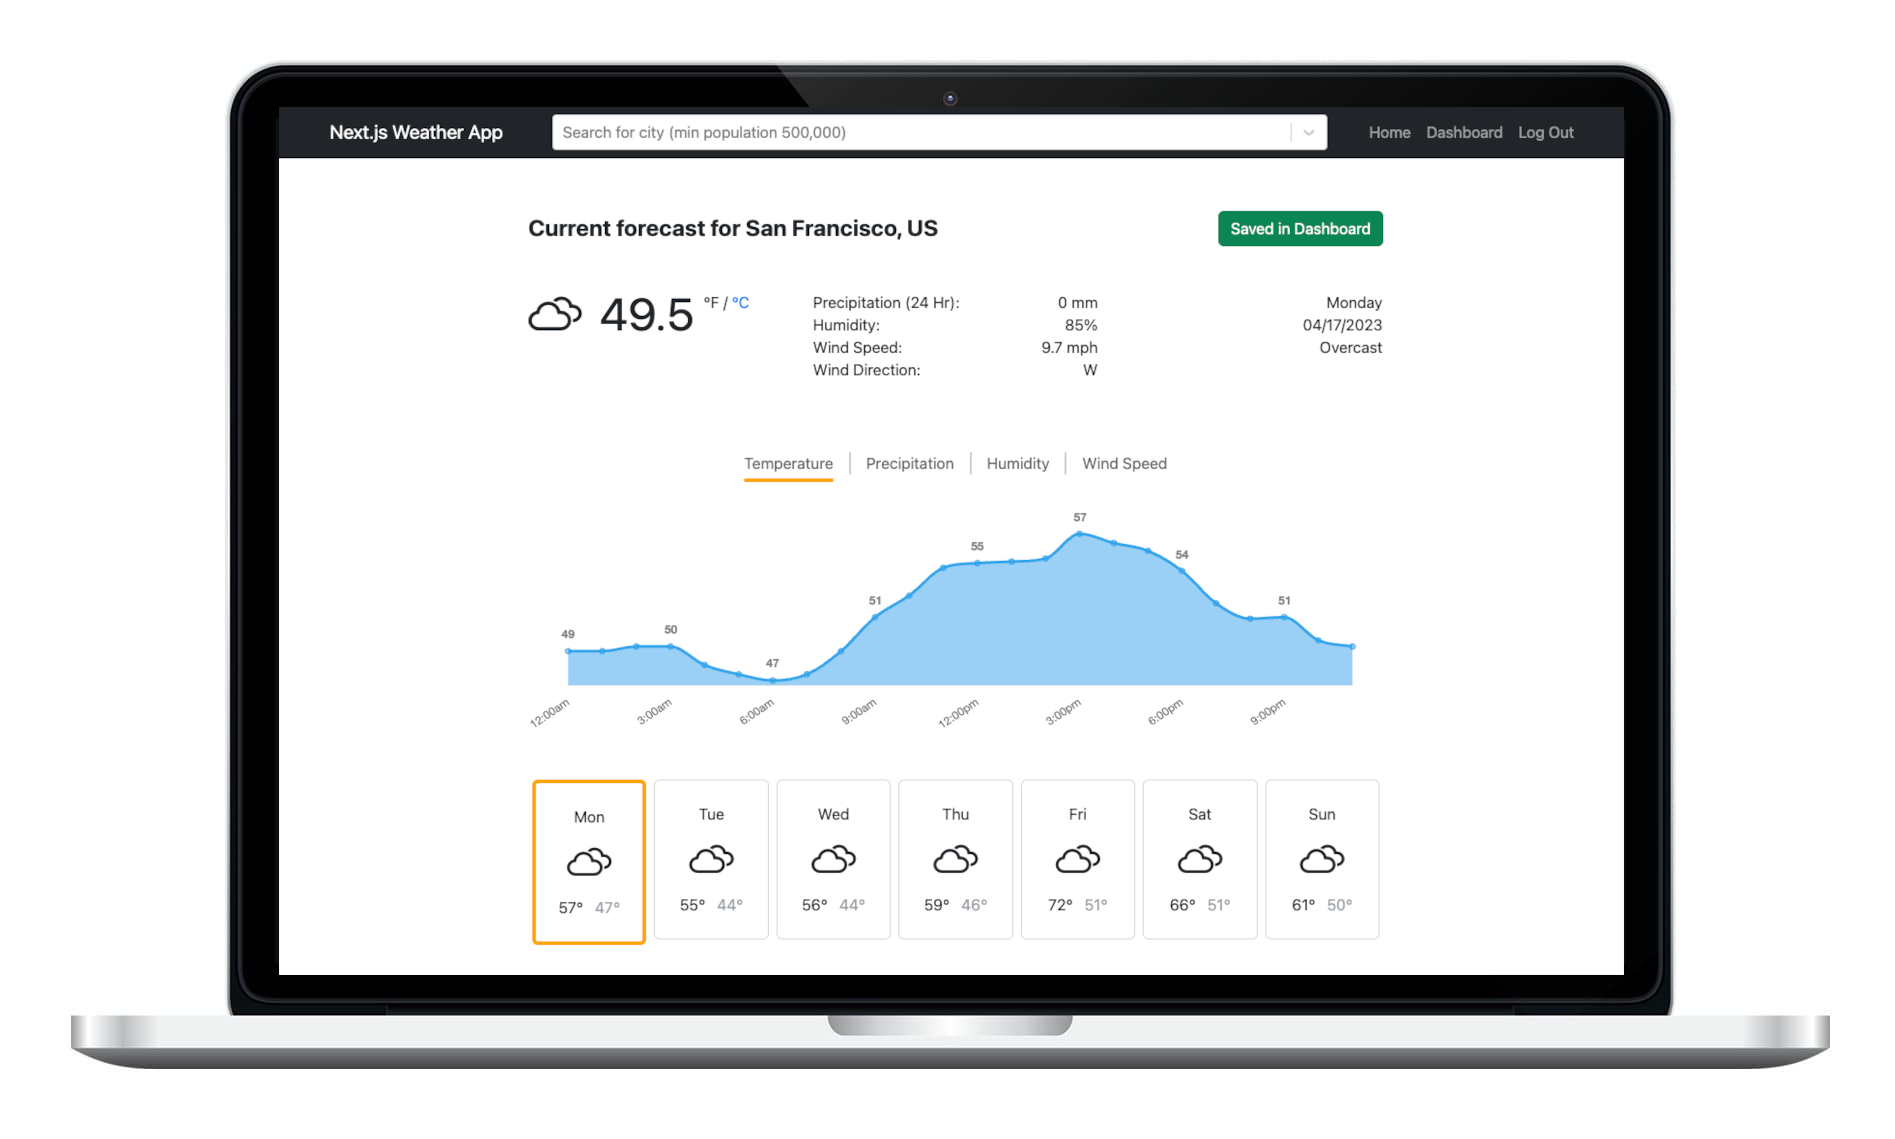 Next.js Weather App
Search for city (min population 500,000)
Home Dashboard Log Out
Current forecast for San Francisco, US
Saved in Dashboard
49.5 °F / °C
Precipitation (24 Hr): 0 mm
Humidity: 85%
Wind Speed: 9.7 mph
Wind Direction: W
Monday
04/17/2023
Overcast
Temperature Precipitation Humidity Wind Speed
49 50 47 51 55 57 54 51
12:00am 3:00am 6:00am 9:00am 12:00pm 3:00pm 6:00pm 9:00pm
Mon Tue Wed Thu Fri Sat Sun
57° 47° 55° 44° 56° 44° 59° 46° 72° 51° 66° 51° 61° 50°